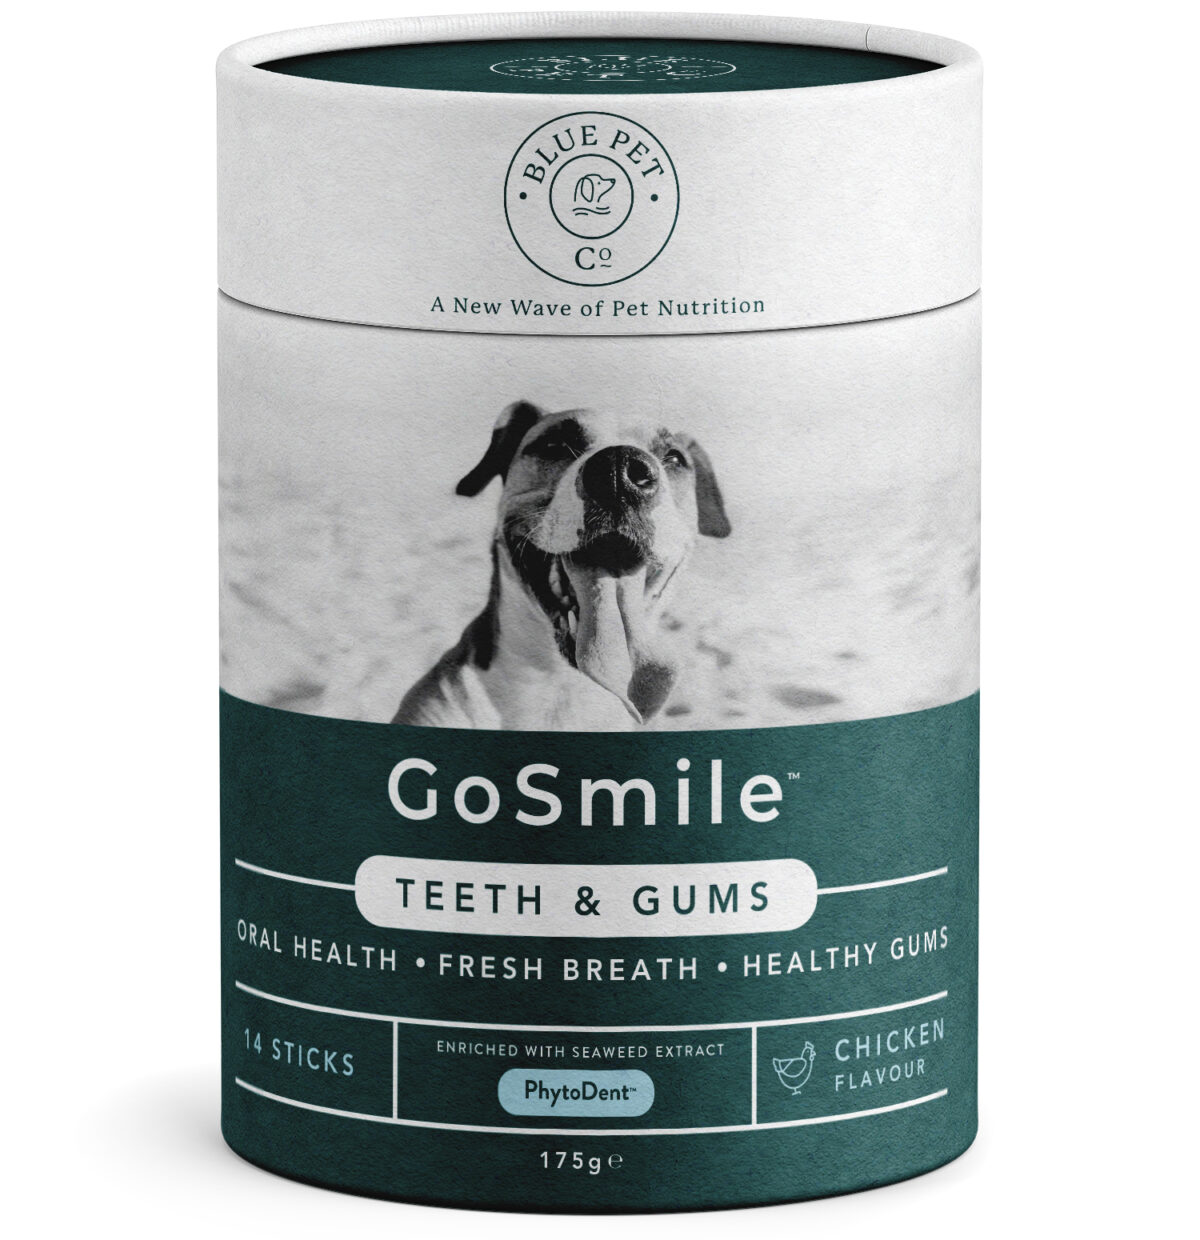 · BLUE PET ·
Co
A New Wave of Pet Nutrition
GoSmile™
TEETH & GUMS
ORAL HEALTH • FRESH BREATH • HEALTHY GUMS
14 STICKS
ENRICHED WITH SEAWEED EXTRACT
PhytoDent™
CHICKEN
FLAVOUR
175g℮